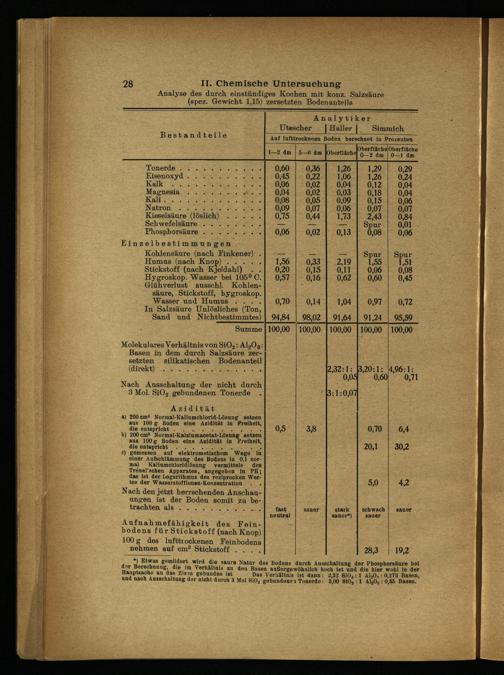 28
II. Chemische Untersuchung
Analyse des durch einstündiges Kochen mit konz. Salzsäure
(spez. Gewicht 1,15) zersetzten Bodenanteils
Bestandteile
Analytiker
Utescher Haller Simmich
Auf lufttrockenen Boden berechnet in Prozenten
1—2 dm 5—6 dm Oberfläche Oberfläche 0—2 dm Oberfläche 0—1 dm
Tonerde . . . 0,60 0,36 1,26 1,29 0,29
Eisenoxyd . . . 0,45 0,22 1,06 1,26 0,24
Kalk . . . 0,06 0,02 0,04 0,12 0,04
Magnesia . . . 0,04 0,02 0,03 0,18 0,04
Kali . . . 0,08 0,05 0,09 0,15 0,06
Natron . . . 0,09 0,07 0,06 0,07 0,07
Kieselsäure (löslich) . . . 0,75 0,44 1,73 2,43 0,84
Schwefelsäure . . . — — — Spur 0,01
Phosphorsäure . . . 0,06 0,02 0,13 0,08 0,06
Einzelbestimmungen
Kohlensäure (nach Finkener) . — — — Spur Spur
Humus (nach Knop) . . . 1,56 0,33 2,19 1,55 1,51
Stickstoff (nach Kjeldahl) . . 0,20 0,15 0,11 0,06 0,08
Hygroskop. Wasser bei 105° C. 0,57 0,16 0,62 0,60 0,45
Glühverlust ausschl. Kohlen-
säure, Stickstoff, hygroskop.
Wasser und Humus . . . 0,70 0,14 1,04 0,97 0,72
In Salzsäure Unlösliches (Ton,
Sand und Nichtbestimmtes) 94,84 98,02 91,64 91,24 95,59
Summe 100,00 100,00 100,00 100,00 100,00
Molekulares Verhältnis von SiO₂: Al₂O₃:
Basen in dem durch Salzsäure zer-
setzten silikatischen Bodenanteil
(direkt) . . . 2,32:1: 0,05 3,20:1: 0,60 4,96:1: 0,71
Nach Ausschaltung der nicht durch
3 Mol. SiO₂ gebundenen Tonerde . 3:1:0,07
Azidität
a) 200 cm³ Normal-Kaliumchlorid-Lösung setzen
aus 100 g Boden eine Azidität in Freiheit,
die entspricht . . . 0,5 3,8 0,70 6,4
b) 200 cm³ Normal-Kalziumacetat-Lösung setzen
aus 100 g Boden eine Azidität in Freiheit,
die entspricht . . . 20,1 30,2
c) gemessen auf elektrometischem Wege in
einer Aufschlämmung des Bodens in 0,1 nor-
mal Kaliumchloridlösung vermittels des
Trénel'schen Apparates, angegeben in PH;
das ist der Logarithmus des reziproken Wer-
tes der Wasserstoffionen-Konzentration . . 5,0 4,2
Nach den jetzt herrschenden Anschau-
ungen ist der Boden somit zu be-
trachten als . . . fast neutral sauer stark sauer*) schwach sauer sauer
Aufnahmefähigkeit des Fein-
bodens für Stickstoff (nach Knop)
100 g des lufttrockenen Feinbodens
nehmen auf cm³ Stickstoff . . . 28,3 19,2
*) Etwas gemildert wird die saure Natur des Bodens durch Ausschaltung der Phosphorsäure bei
der Berechnung, die im Verhältnis zu den Basen außergewöhnlich hoch ist und die hier wohl in der
Hauptsache an das Eisen gebunden ist Das Verhältnis ist dann: 2,32 SiO₂ : 1 Al₂O₃ : 0,273 Basen,
und nach Ausschaltung der nicht durch 3 Mol SiO₂ gebundenen Tonerde: 3,00 SiO₂ : 1 Al₂O₃ : 0,35 Basen.